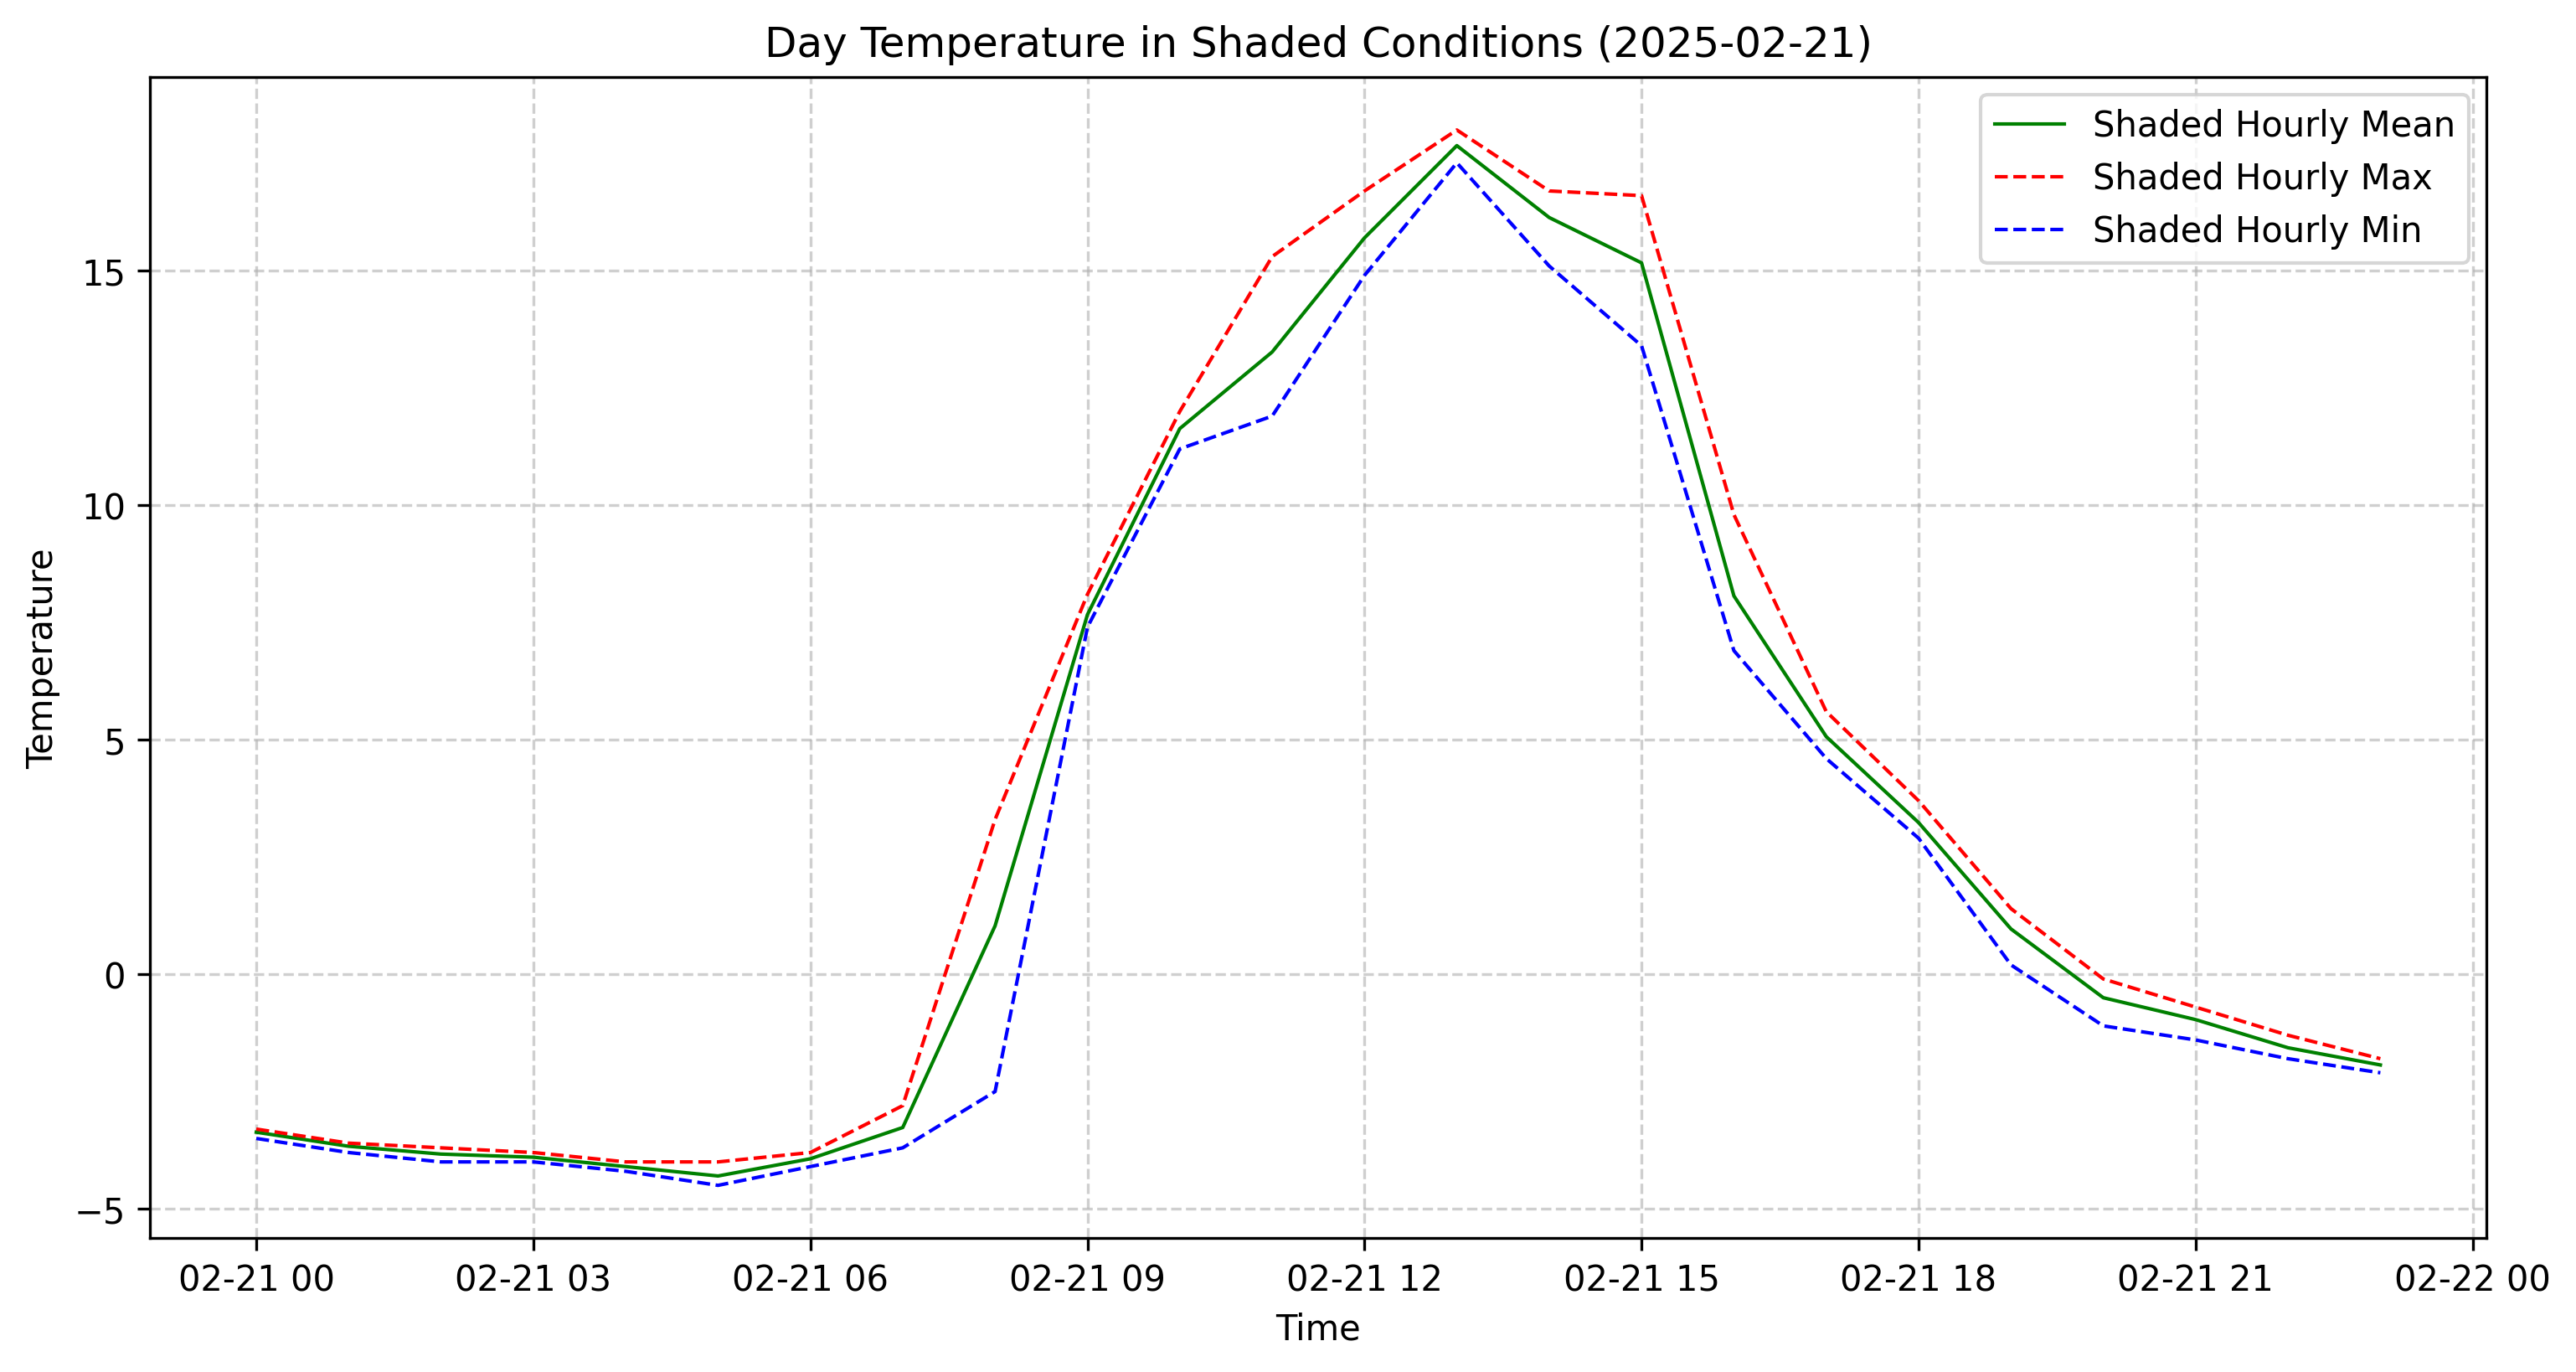 Day Temperature in Shaded Conditions (2025-02-21)
Shaded Hourly Mean
Shaded Hourly Max
Shaded Hourly Min
Temperature
15
10
5
0
−5
02-21 00 02-21 03 02-21 06 02-21 09 02-21 12 02-21 15 02-21 18 02-21 21 02-22 00
Time